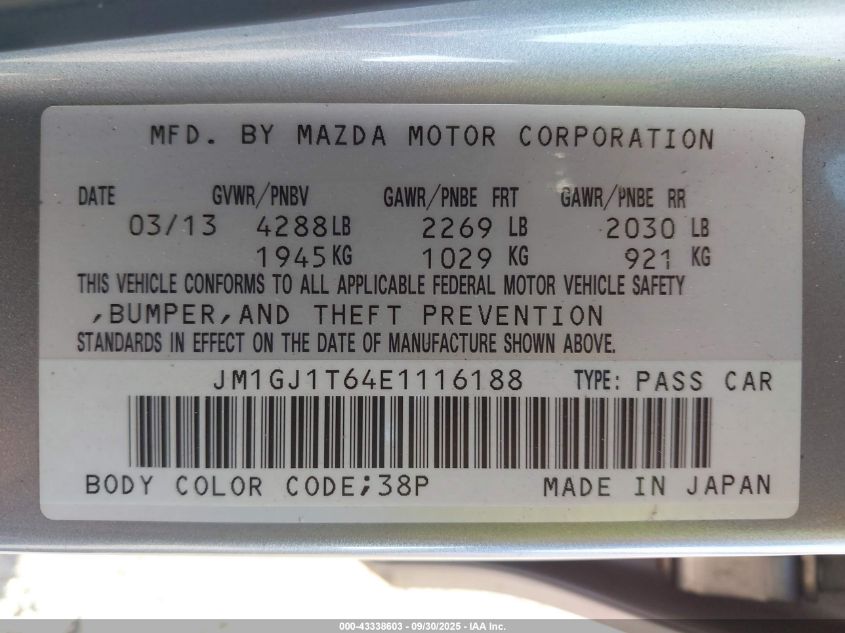 MFD. BY MAZDA MOTOR CORPORATION
DATE GVWR/PNBV GAWR/PNBE FRT GAWR/PNBE RR
03/13 4288LB 2269 LB 2030 LB
1945KG 1029 KG 921 KG
THIS VEHICLE CONFORMS TO ALL APPLICABLE FEDERAL MOTOR VEHICLE SAFETY
,BUMPER,AND THEFT PREVENTION
STANDARDS IN EFFECT ON THE DATE OF MANUFACTURE SHOWN ABOVE.
JM1GJ1T64E1116188 TYPE: PASS CAR
BODY COLOR CODE;38P MADE IN JAPAN
000-43338603 - 09/30/2025 - IAA Inc.